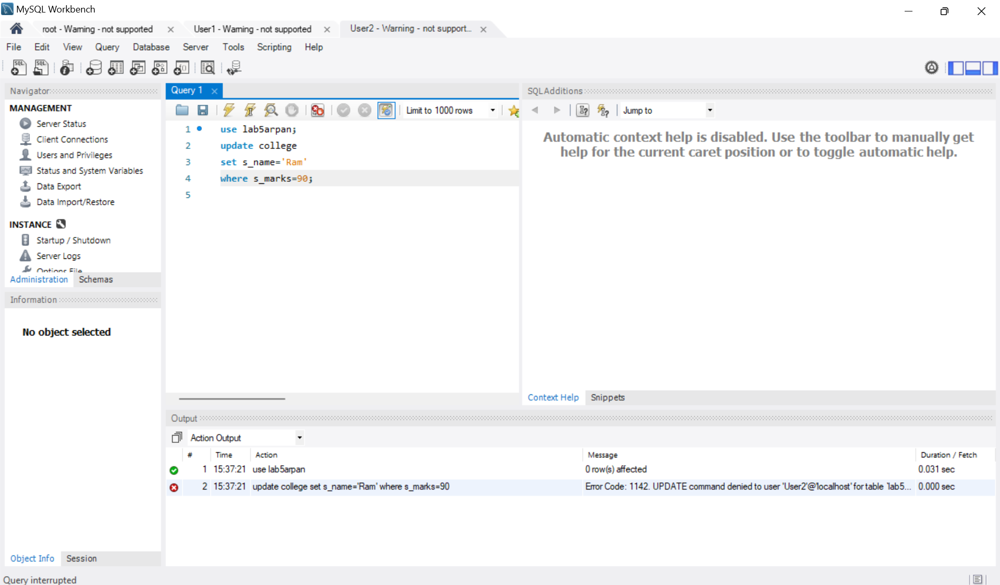 MySQL Workbench
root - Warning - not supported
User1 - Warning - not supported
User2 - Warning - not support...
File Edit View Query Database Server Tools Scripting Help
Navigator
MANAGEMENT
Server Status
Client Connections
Users and Privileges
Status and System Variables
Data Export
Data Import/Restore
INSTANCE
Startup / Shutdown
Server Logs
Options File
Administration Schemas
Information
No object selected
Object Info Session
Query interrupted
Query 1
Limit to 1000 rows
1 use lab5arpan;
2 update college
3 set s_name='Ram'
4 where s_marks=90;
5
SQLAdditions
Jump to
Automatic context help is disabled. Use the toolbar to manually get
help for the current caret position or to toggle automatic help.
Context Help Snippets
Output
Action Output
# Time Action Message Duration / Fetch
1 15:37:21 use lab5arpan 0 row(s) affected 0.031 sec
2 15:37:21 update college set s_name='Ram' where s_marks=90 Error Code: 1142. UPDATE command denied to user 'User2'@'localhost' for table 'lab5... 0.000 sec